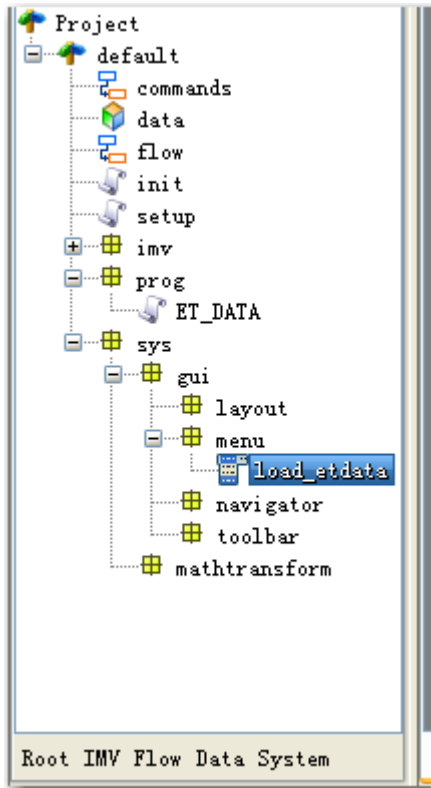 Project
default
commands
data
flow
init
setup
imv
prog
ET_DATA
sys
gui
layout
menu
load_etdata
navigator
toolbar
mathtransform
Root IMV Flow Data System